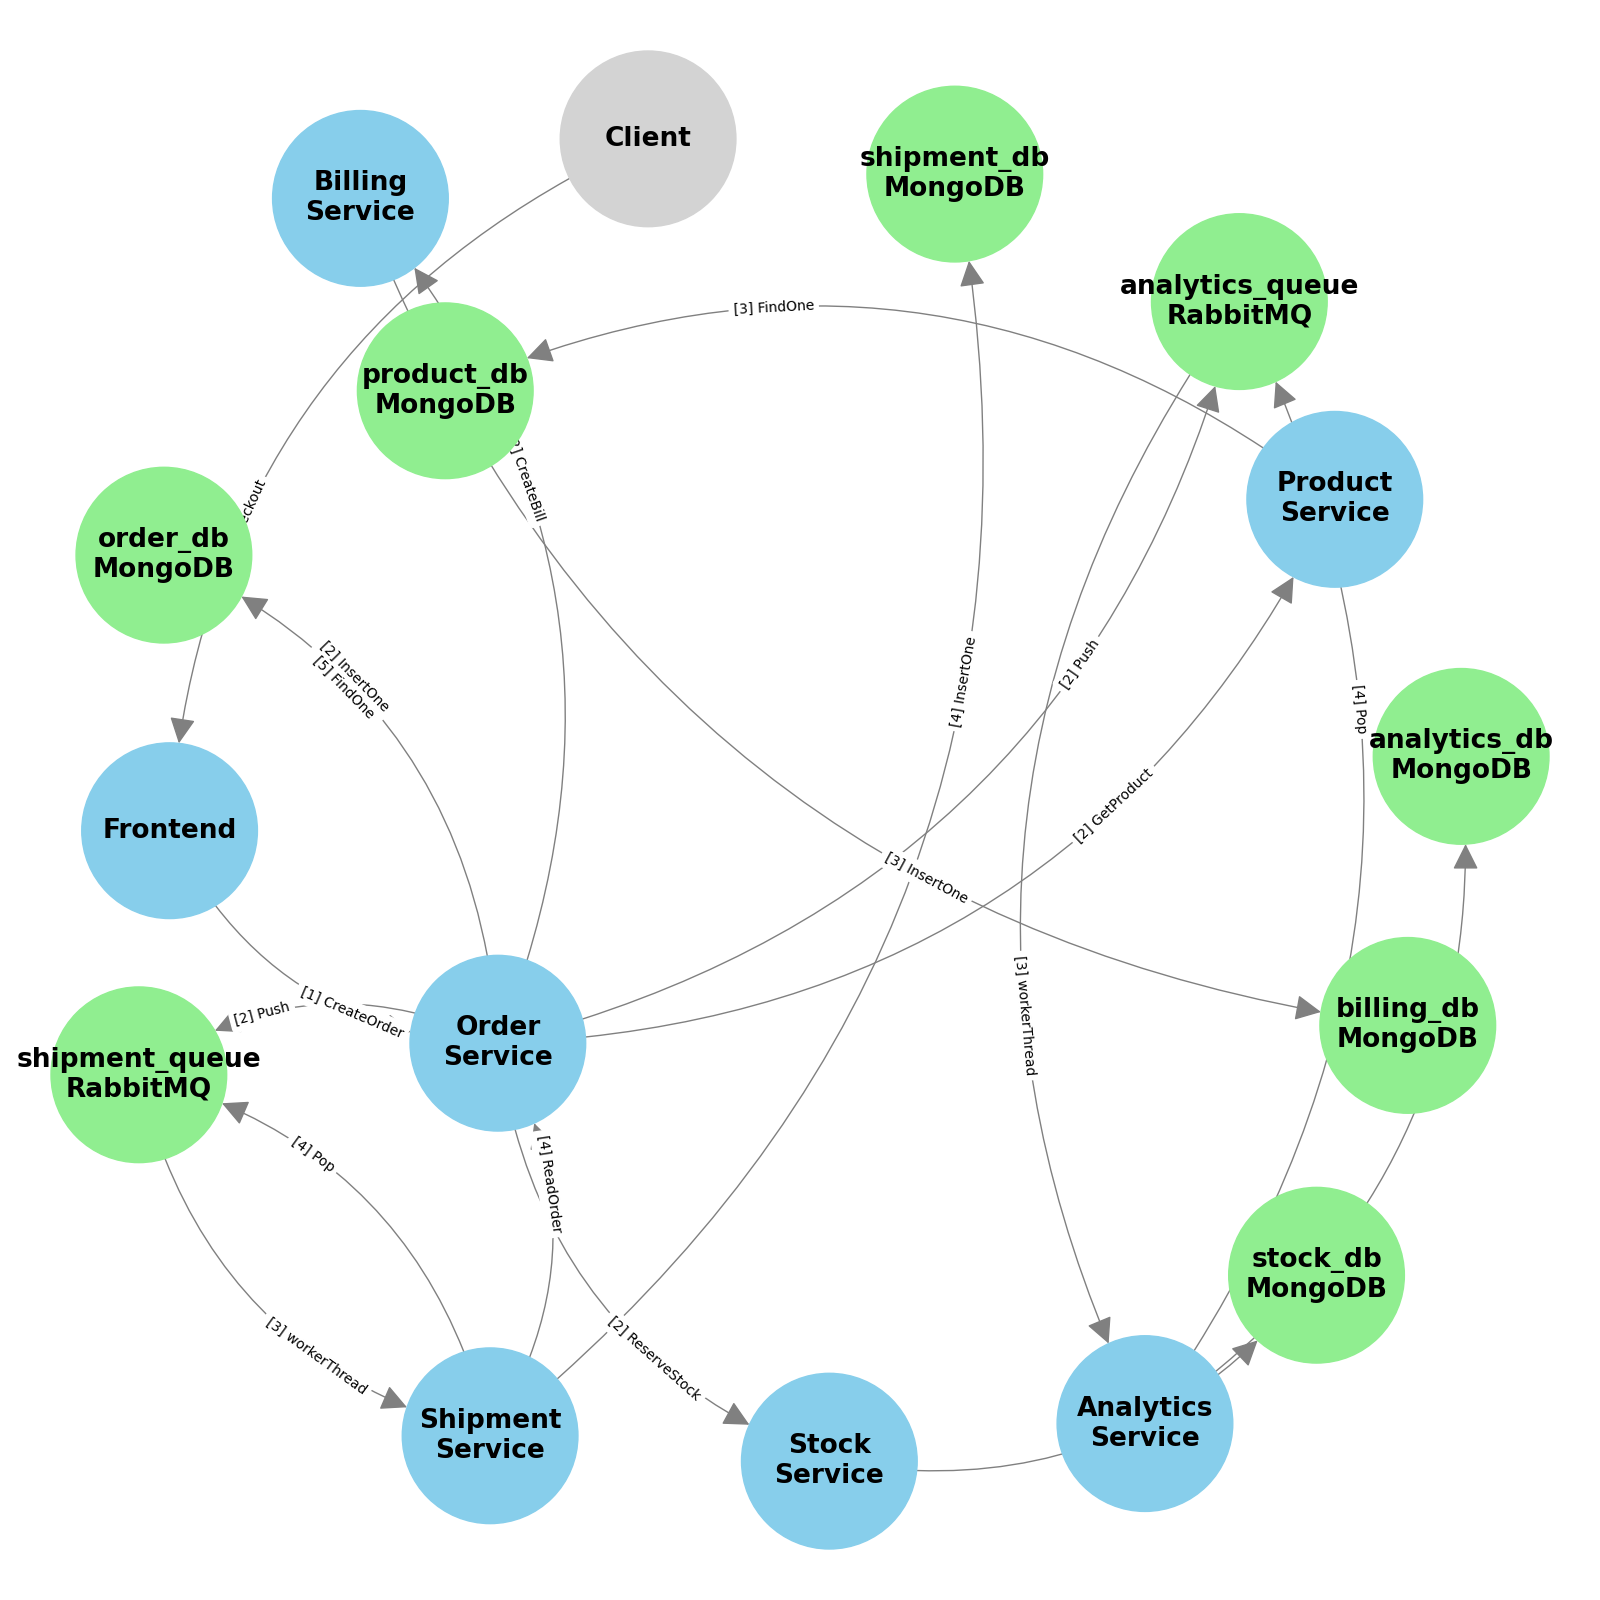 Client
Billing
Service
shipment_db
MongoDB
analytics_queue
RabbitMQ
[3] FindOne
product_db
MongoDB
Product
Service
CreateBill
order_db
MongoDB
[2] InsertOne
[5] FindOne
[4] InsertOne
[2] Push
[4] Pop
analytics_db
MongoDB
[2] GetProduct
Frontend
[3] InsertOne
[3] workerThread
[1] CreateOrder
[2] Push
Order
Service
billing_db
MongoDB
shipment_queue
RabbitMQ
[4] Pop
[4] ReadOrder
stock_db
MongoDB
[3] workerThread
[2] ReserveStock
Shipment
Service
Stock
Service
Analytics
Service